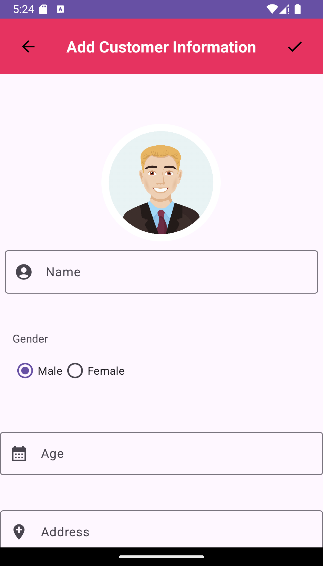 5:24
Add Customer Information
Name
Gender
Male Female
Age
Address